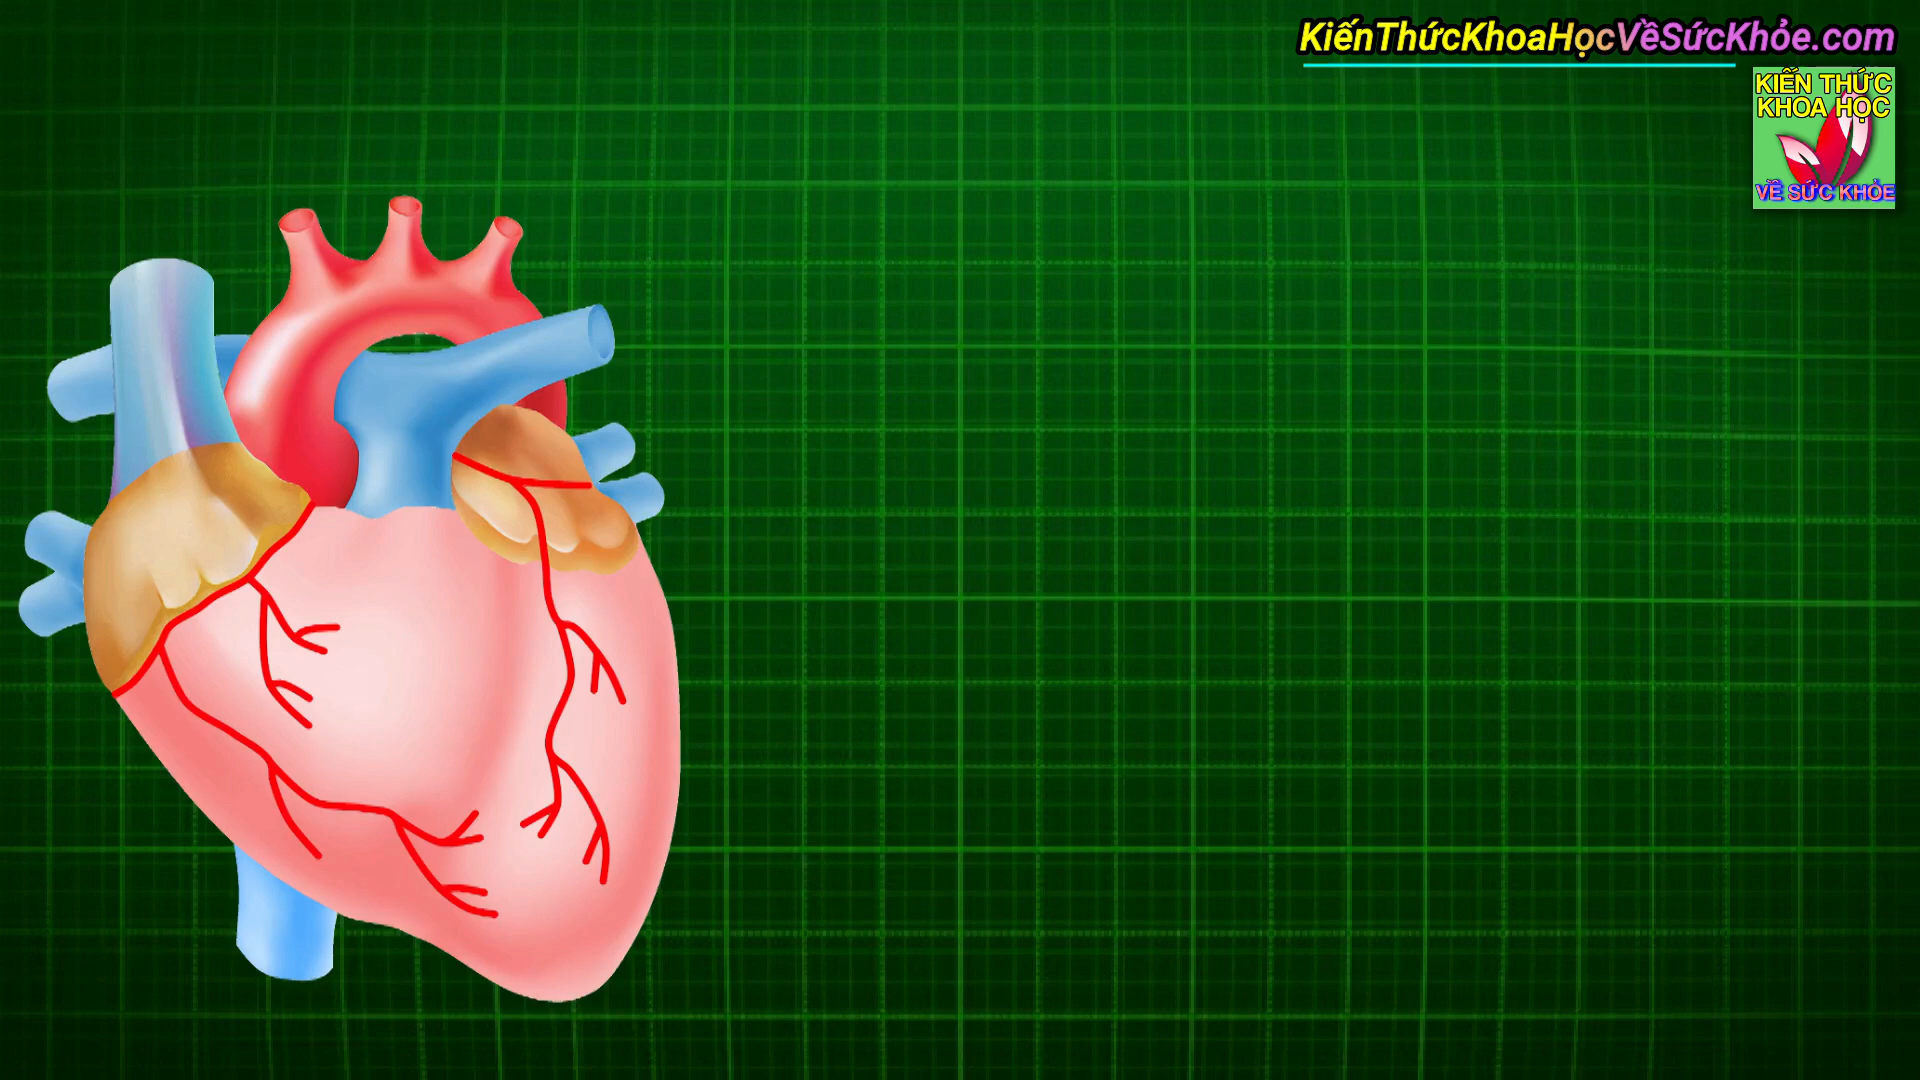 KiếnThứcKhoaHọcVềSứcKhỏe.com
KIẾN THỨC
KHOA HỌC
VỀ SỨC KHỎE